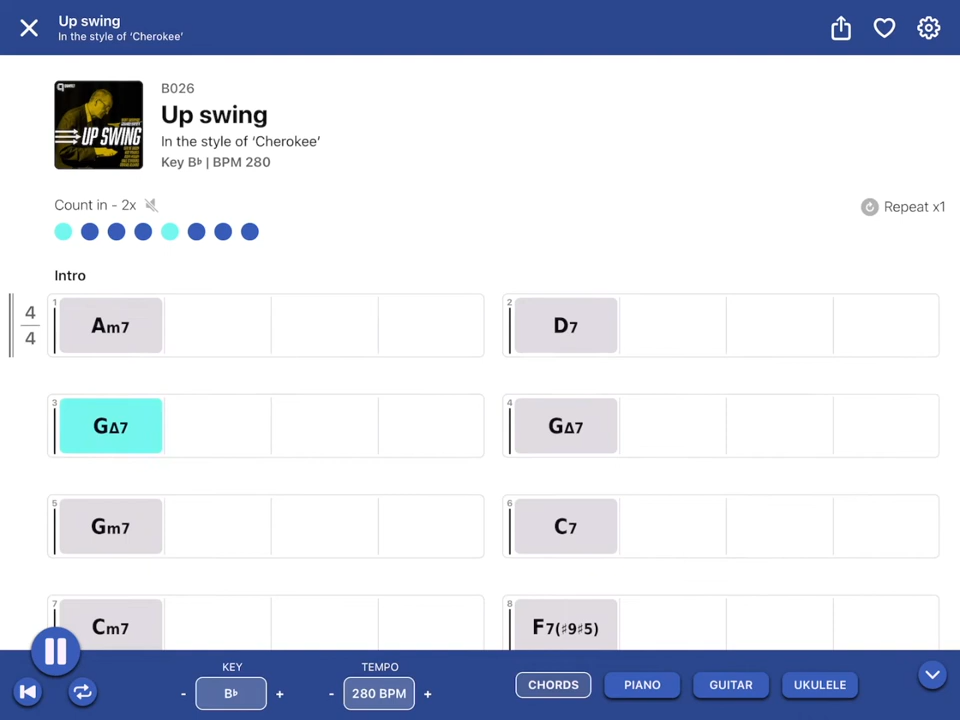 Up swing
In the style of ‘Cherokee’
UP SWING
B026
Up swing
In the style of ‘Cherokee’
Key B♭ | BPM 280
Count in - 2x
Repeat x1
Intro
4
4
1
Am7
2
D7
3
GΔ7
4
GΔ7
5
Gm7
6
C7
7
Cm7
8
F7(♯9♯5)
KEY
- B♭ +
TEMPO
- 280 BPM +
CHORDS
PIANO
GUITAR
UKULELE